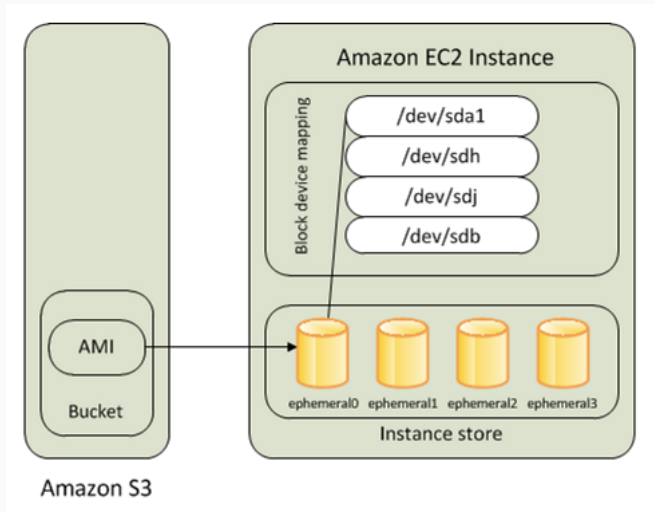 Amazon EC2 Instance
Block device mapping
/dev/sda1
/dev/sdh
/dev/sdj
/dev/sdb
AMI
Bucket
ephemeral0 ephemeral1 ephemeral2 ephemeral3
Instance store
Amazon S3